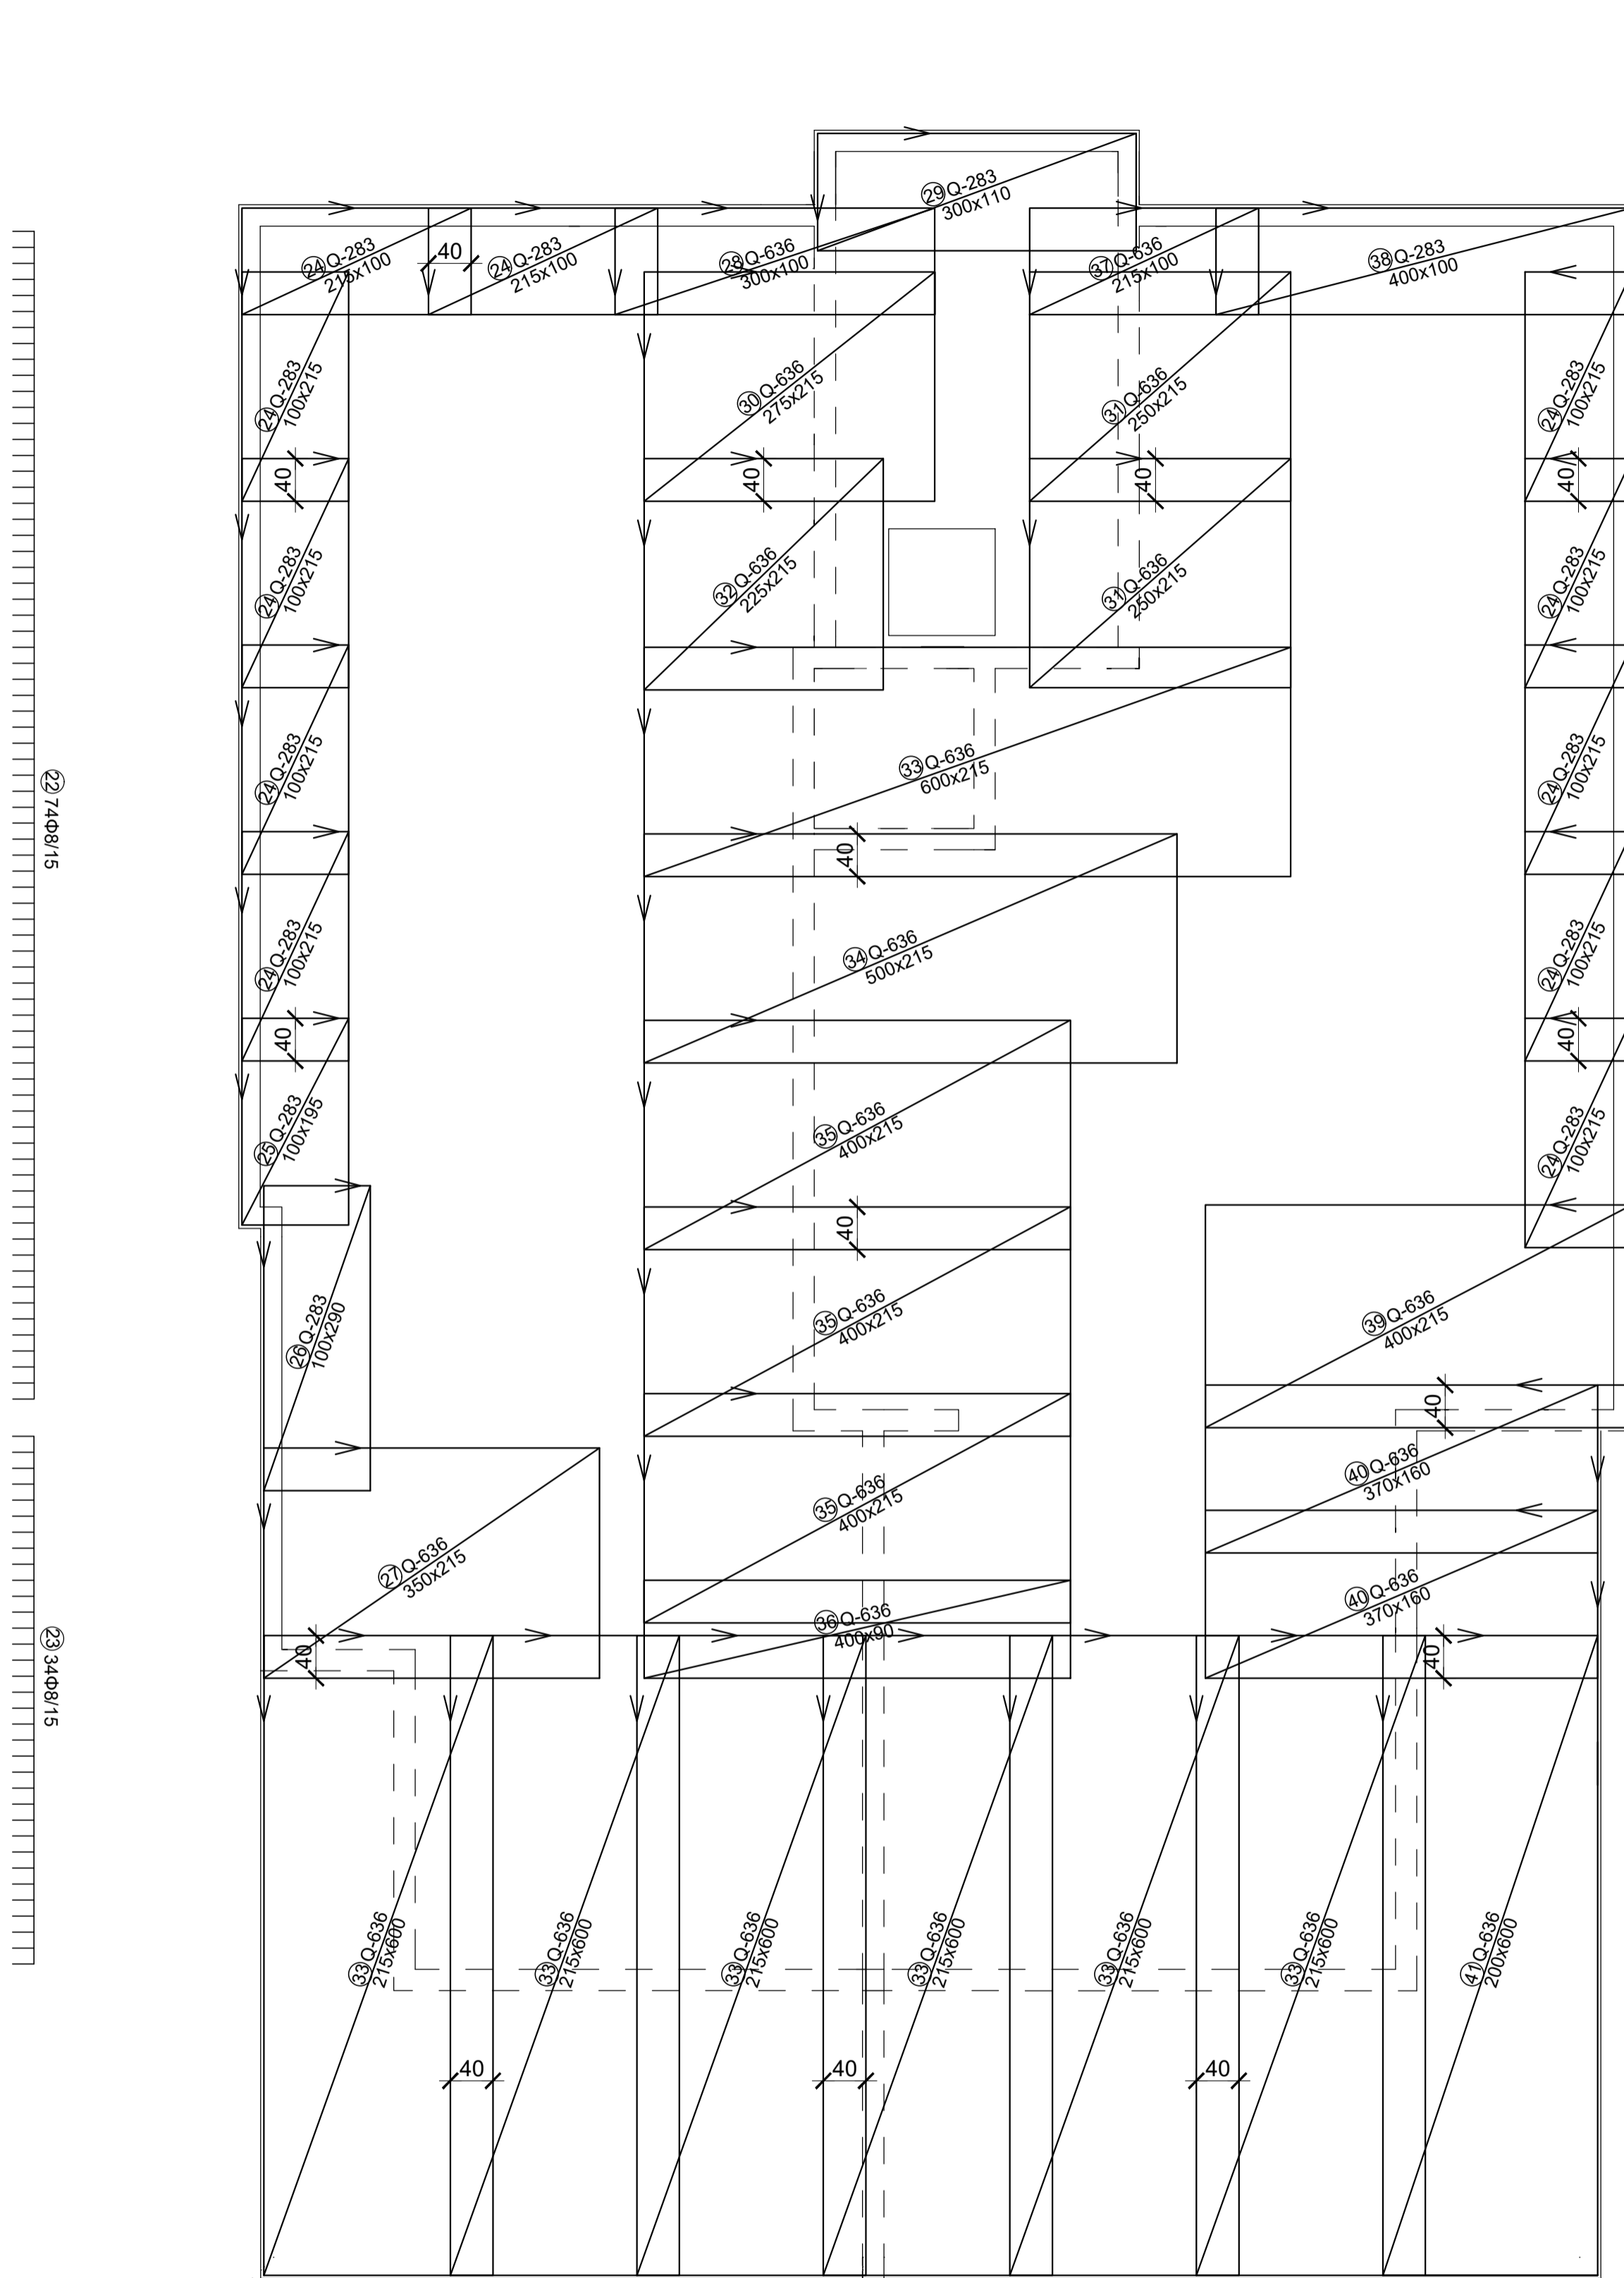 29 Q-283
300x110
24 Q-283
215x100
40
24 Q-283
215x100
28 Q-636
300x100
37 Q-636
215x100
38 Q-283
400x100
24 Q-283
100x215
30 Q-636
275x215
31 Q-636
250x215
24 Q-283
100x215
40
40
40
40
24 Q-283
100x215
32 Q-636
225x215
31 Q-636
250x215
24 Q-283
100x215
24 Q-283
100x215
33 Q-636
600x215
24 Q-283
100x215
22 74Φ8/15
40
24 Q-283
100x215
34 Q-636
500x215
24 Q-283
100x215
40
40
25 Q-283
100x195
35 Q-636
400x215
24 Q-283
100x215
40
26 Q-283
100x290
35 Q-636
400x215
39 Q-636
400x215
40
27 Q-636
350x215
35 Q-636
400x215
40 Q-636
370x160
40 Q-636
370x160
23 34Φ8/15
40
36 Q-636
400x90
40
33 Q-636
215x600
33 Q-636
215x600
33 Q-636
215x600
33 Q-636
215x600
33 Q-636
215x600
33 Q-636
215x600
41 Q-636
200x600
40
40
40